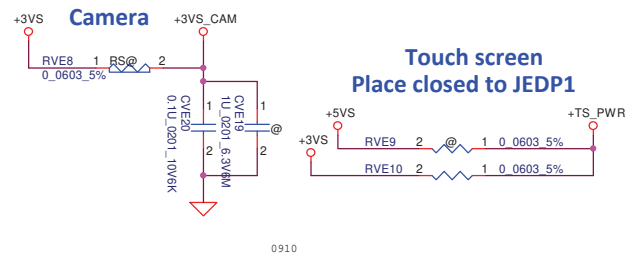 Camera
+3VS
+3VS_CAM
RVE8 1 RS@ 2
0_0603_5%
1
1
CVE20
0.1U_0201_10V6K
CVE19
1U_0201_6.3V6M
@
2
2
Touch screen
Place closed to JEDP1
+5VS
+TS_PWR
+3VS
RVE9 2 @ 1 0_0603_5%
RVE10 2 1 0_0603_5%
0910